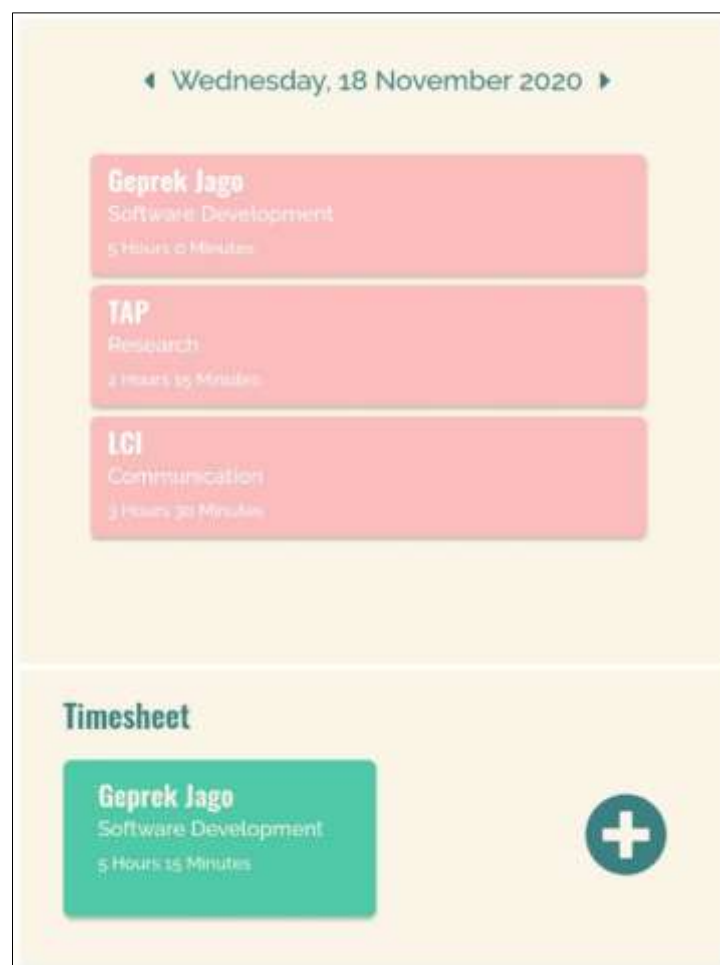 Wednesday, 18 November 2020
Geprek Jago
Software Development
5 Hours 0 Minutes
TAP
Research
2 Hours 15 Minutes
LCI
Communication
3 Hours 30 Minutes
Timesheet
Geprek Jago
Software Development
5 Hours 15 Minutes